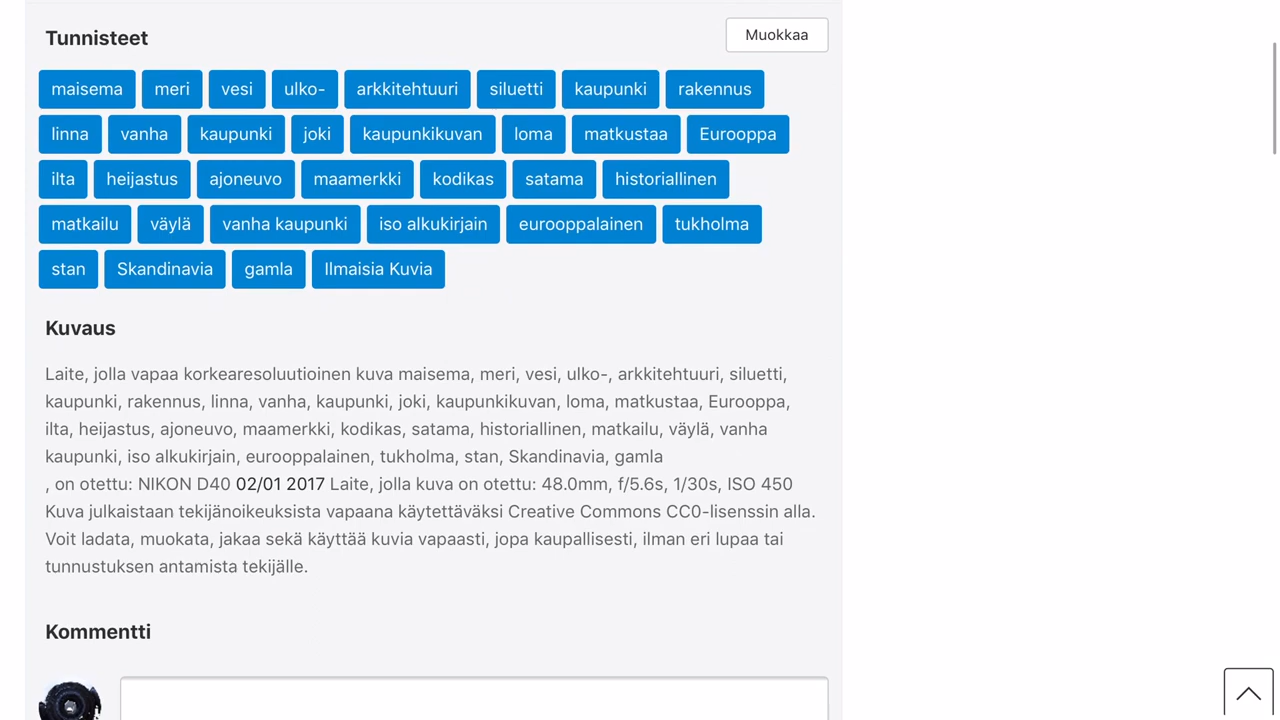 Tunnisteet
Muokkaa
maisema meri vesi ulko- arkkitehtuuri siluetti kaupunki rakennus
linna vanha kaupunki joki kaupunkikuvan loma matkustaa Eurooppa
ilta heijastus ajoneuvo maamerkki kodikas satama historiallinen
matkailu väylä vanha kaupunki iso alkukirjain eurooppalainen tukholma
stan Skandinavia gamla Ilmaisia Kuvia
Kuvaus
Laite, jolla vapaa korkearesoluutioinen kuva maisema, meri, vesi, ulko-, arkkitehtuuri, siluetti,
kaupunki, rakennus, linna, vanha, kaupunki, joki, kaupunkikuvan, loma, matkustaa, Eurooppa,
ilta, heijastus, ajoneuvo, maamerkki, kodikas, satama, historiallinen, matkailu, väylä, vanha
kaupunki, iso alkukirjain, eurooppalainen, tukholma, stan, Skandinavia, gamla
, on otettu: NIKON D40 02/01 2017 Laite, jolla kuva on otettu: 48.0mm, f/5.6s, 1/30s, ISO 450
Kuva julkaistaan tekijänoikeuksista vapaana käytettäväksi Creative Commons CC0-lisenssin alla.
Voit ladata, muokata, jakaa sekä käyttää kuvia vapaasti, jopa kaupallisesti, ilman eri lupaa tai
tunnustuksen antamista tekijälle.
Kommentti